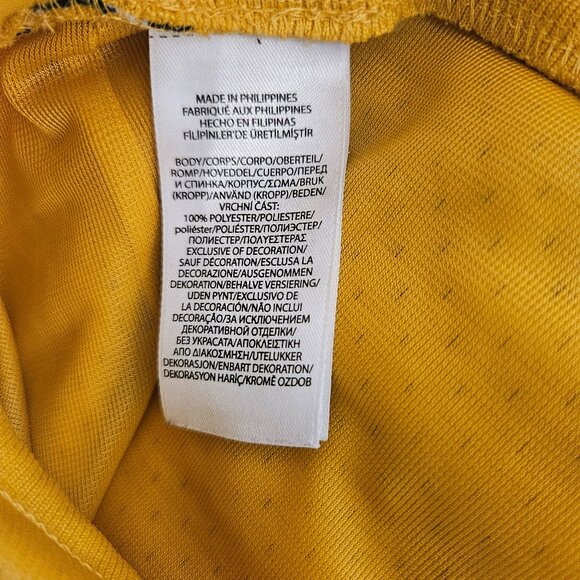 MADE IN PHILIPPINES
FABRIQUÉ AUX PHILIPPINES
HECHO EN FILIPINAS
FİLİPİNLER'DE ÜRETİLMİŞTİR
BODY/CORPS/CORPO/OBERTEIL/
ROMP/HOVEDDEL/CUERPO/ПЕРЕД
И СПИНКА/КОРПУС/ΣΩΜΑ/BRUK
(KROPP)/ANVÄND (KROPP)/BEDEN/
VRCHNÍ ČÁST:
100% POLYESTER/POLIESTERE/
poliéster/POLIÉSTER/ПОЛИЭСТЕР/
ПОЛИЕСТЕР/ΠΟΛΥΕΣΤΕΡΑΣ
EXCLUSIVE OF DECORATION/
SAUF DÉCORATION/ESCLUSA LA
DECORAZIONE/AUSGENOMMEN
DEKORATION/BEHALVE VERSIERING/
UDEN PYNT/EXCLUSIVO DE
LA DECORACIÓN/NÃO INCLUI
DECORAÇÃO/ЗА ИСКЛЮЧЕНИЕМ
ДЕКОРАТИВНОЙ ОТДЕЛКИ/
БЕЗ УКРАСАТА/ΑΠΟΚΛΕΙΣΤΙΚΗ
ΑΠΟ ΔΙΑΚΟΣΜΗΣΗ/UTELUKKER
DEKORASJON/ENBART DEKORATION/
DEKORASYON HARİÇ/KROMĚ OZDOB